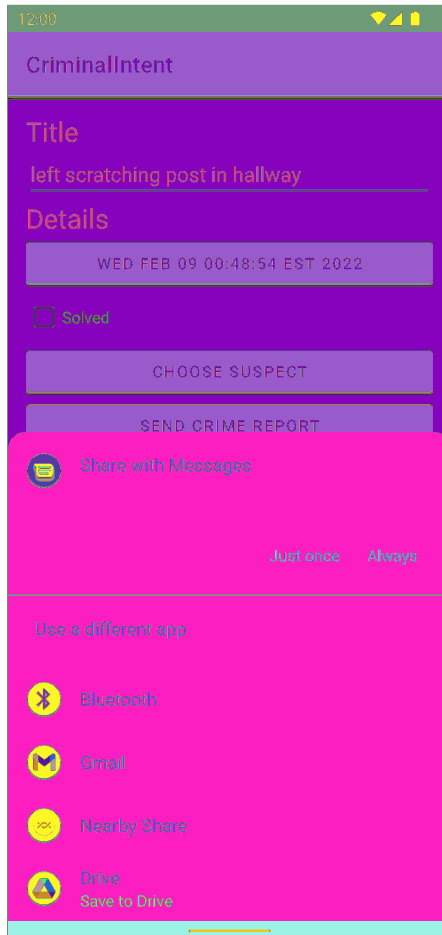 12:00
CriminalIntent
Title
left scratching post in hallway
Details
WED FEB 09 00:48:54 EST 2022
Solved
CHOOSE SUSPECT
SEND CRIME REPORT
Share with Messages
Just once Always
Use a different app
Bluetooth
Gmail
Nearby Share
Drive
Save to Drive